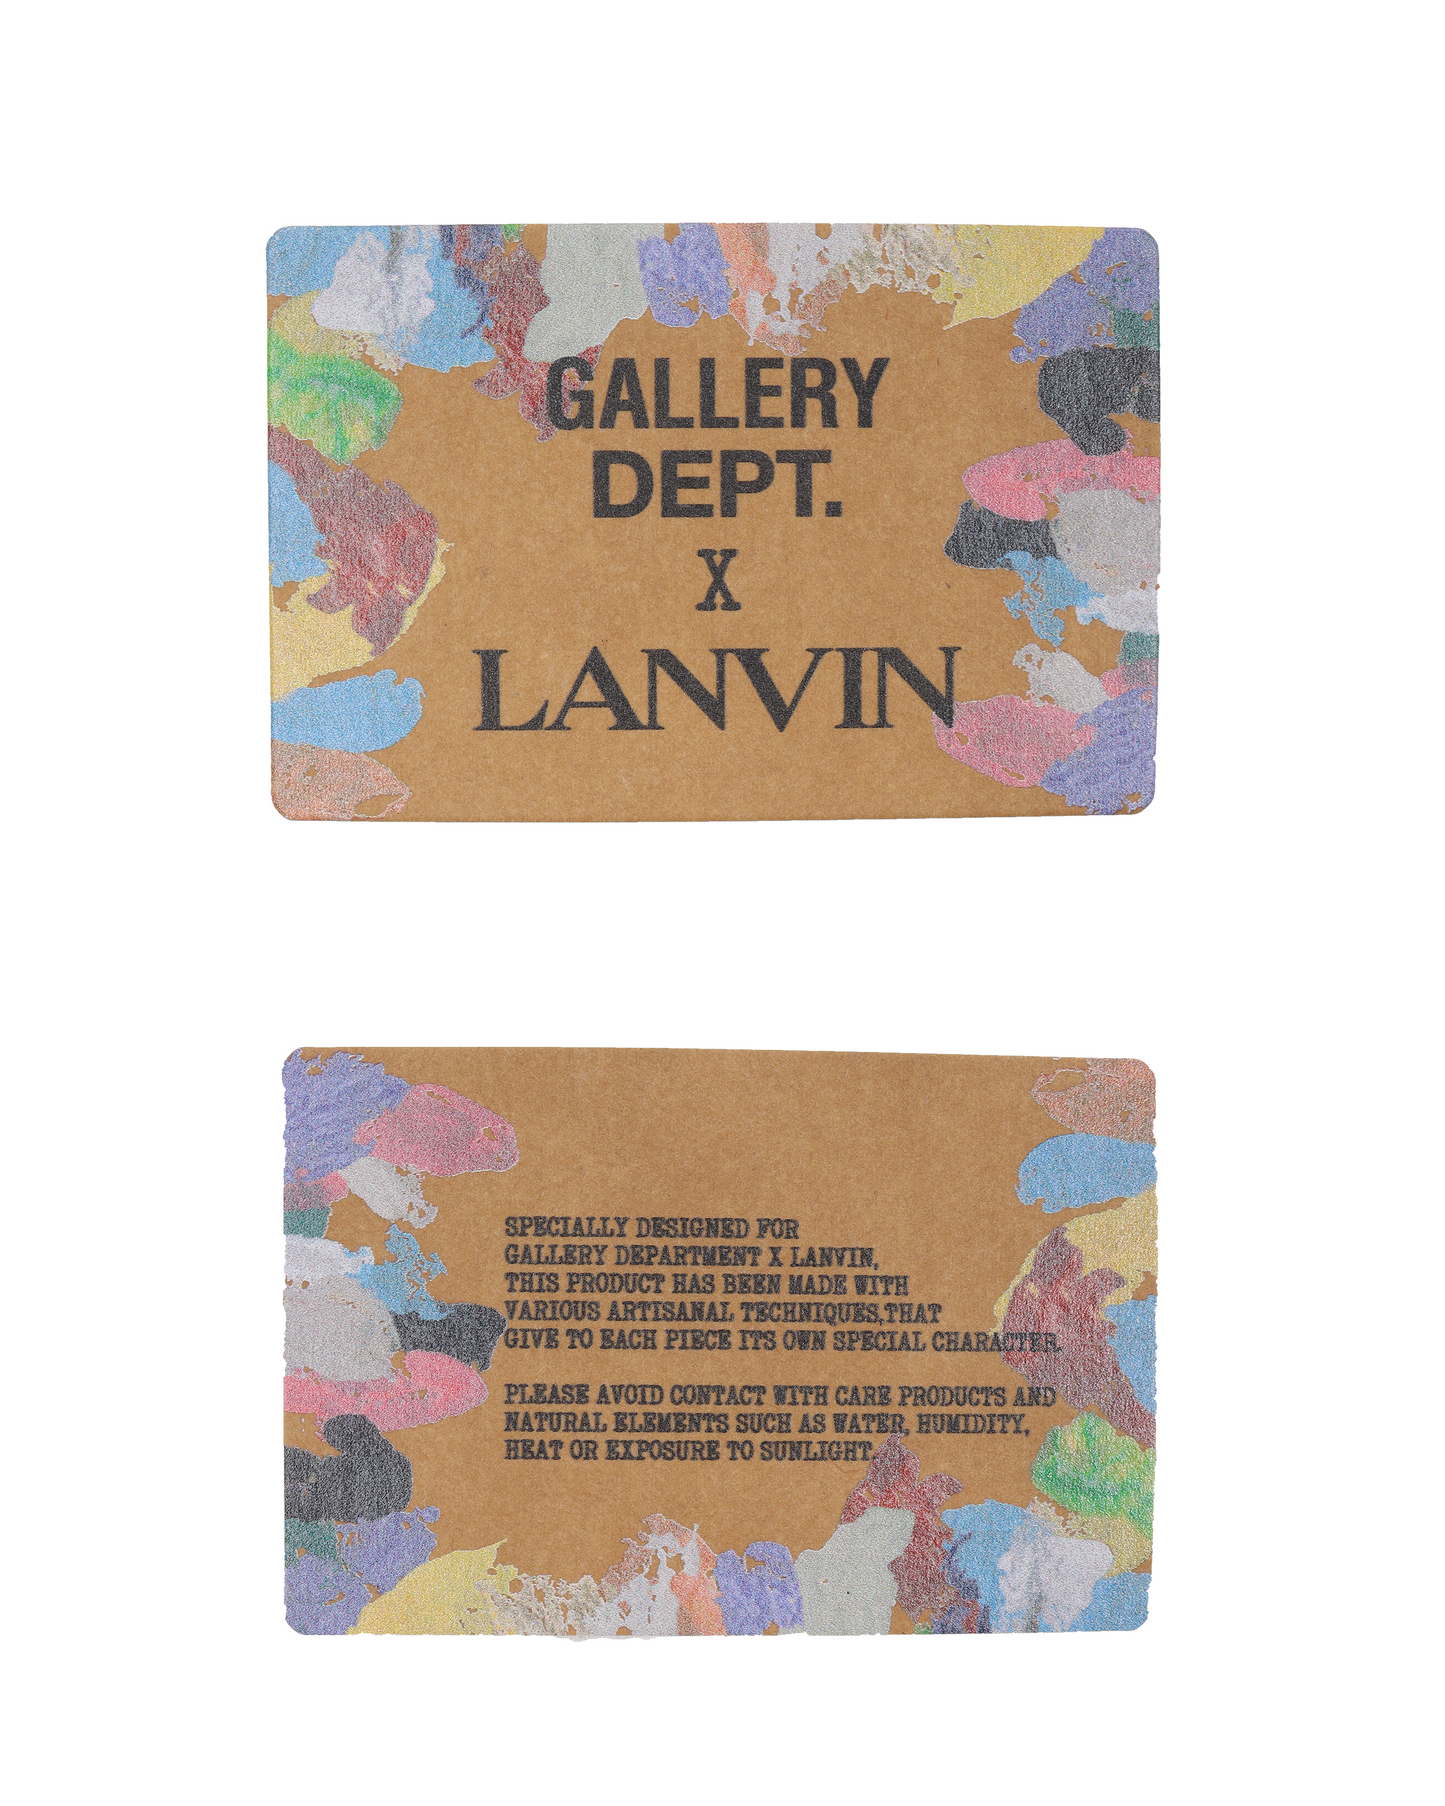 GALLERY
DEPT.
X
LANVIN
SPECIALLY DESIGNED FOR
GALLERY DEPARTMENT X LANVIN,
THIS PRODUCT HAS BEEN MADE WITH
VARIOUS ARTISANAL TECHNIQUES,THAT
GIVE TO EACH PIECE ITS OWN SPECIAL CHARACTER.
PLEASE AVOID CONTACT WITH CARE PRODUCTS AND
NATURAL ELEMENTS SUCH AS WATER, HUMIDITY,
HEAT OR EXPOSURE TO SUNLIGHT.